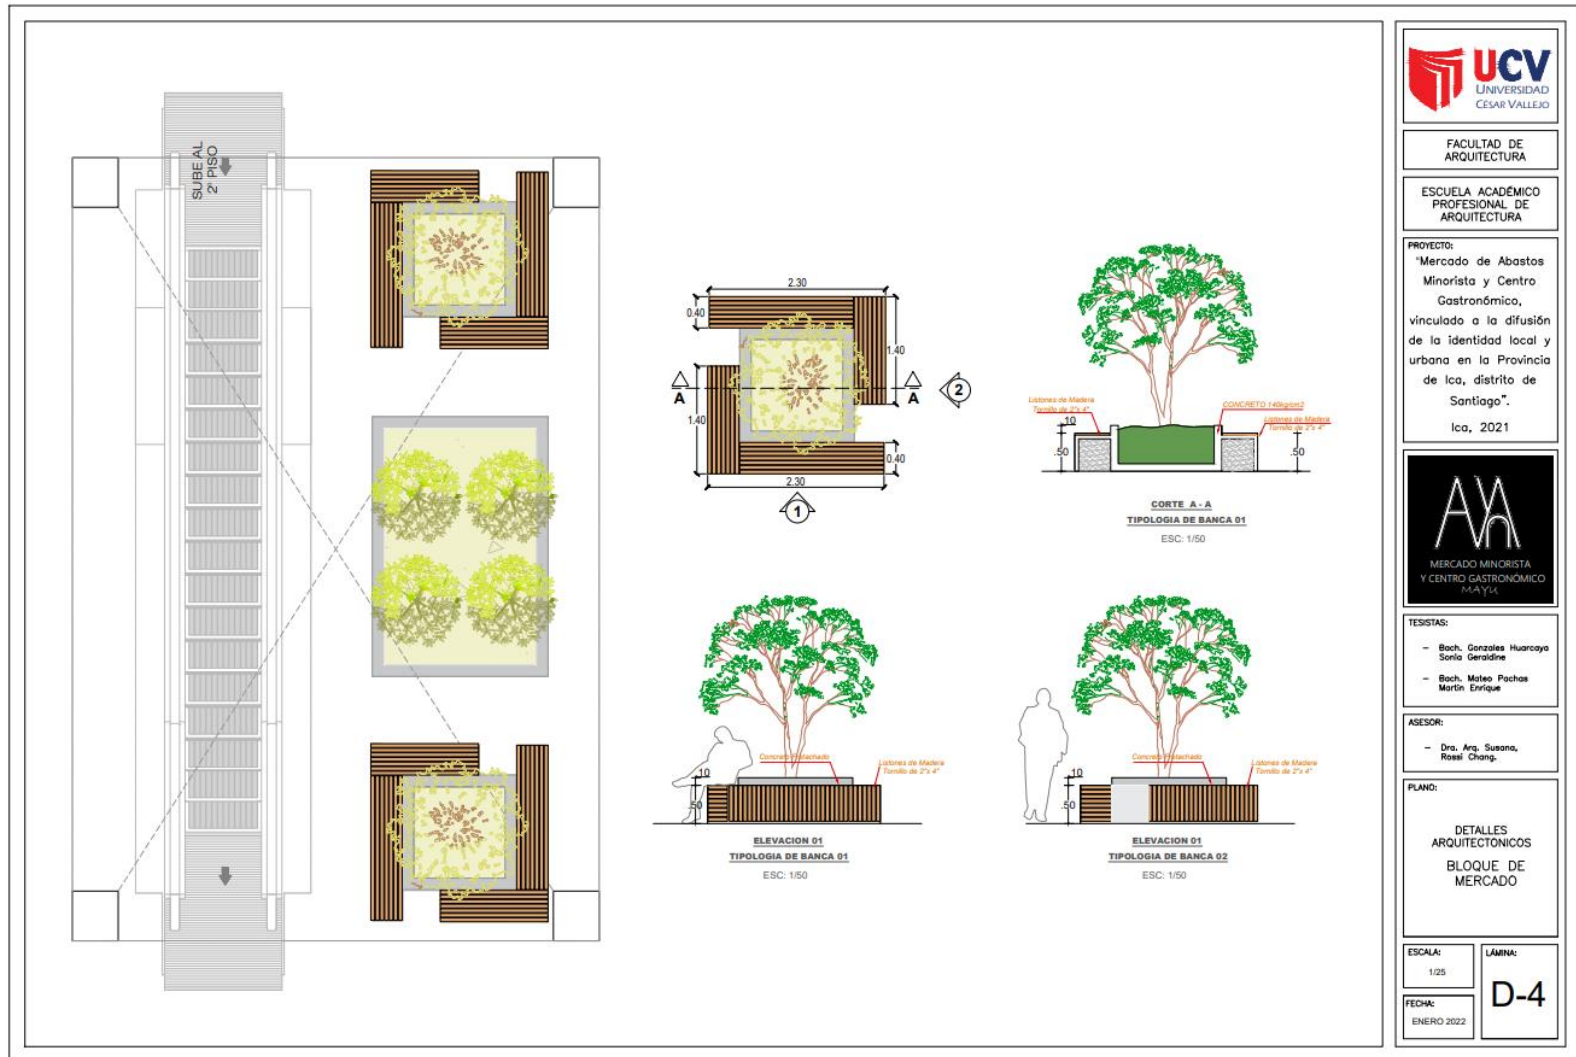 SUBE AL
2° PISO
2.30
0.40
1.40
A
A
2
1.40
0.40
2.30
1
Listones de Madera
Tornillo de 2"x 4"
CONCRETO 140kg/cm2
Listones de Madera
Tornillo de 2"x 4"
.10
.50
.50
CORTE A - A
TIPOLOGIA DE BANCA 01
ESC: 1/50
Listones de Madera
Tornillo de 2"x 4"
.10
.50
ELEVACION 01
TIPOLOGIA DE BANCA 01
ESC: 1/50
Listones de Madera
Tornillo de 2"x 4"
.10
.50
ELEVACION 01
TIPOLOGIA DE BANCA 02
ESC: 1/50
UCV
UNIVERSIDAD
CÉSAR VALLEJO
FACULTAD DE
ARQUITECTURA
ESCUELA ACADÉMICO
PROFESIONAL DE
ARQUITECTURA
PROYECTO:
"Mercado de Abastos
Minorista y Centro
Gastronómico,
vinculado a la difusión
de la identidad local y
urbana en la Provincia
de Ica, distrito de
Santiago".
Ica, 2021
MERCADO MINORISTA
Y CENTRO GASTRONÓMICO
MAYU
TESISTAS:
- Bach. Gonzales Huarcaya
Sonia Geraldine
- Bach. Mateo Pachas
Martin Enrique
ASESOR:
- Dra. Arq. Susana,
Rossi Chang.
PLANO:
DETALLES
ARQUITECTONICOS
BLOQUE DE
MERCADO
ESCALA:
1/25
LÁMINA:
D-4
FECHA:
ENERO 2022